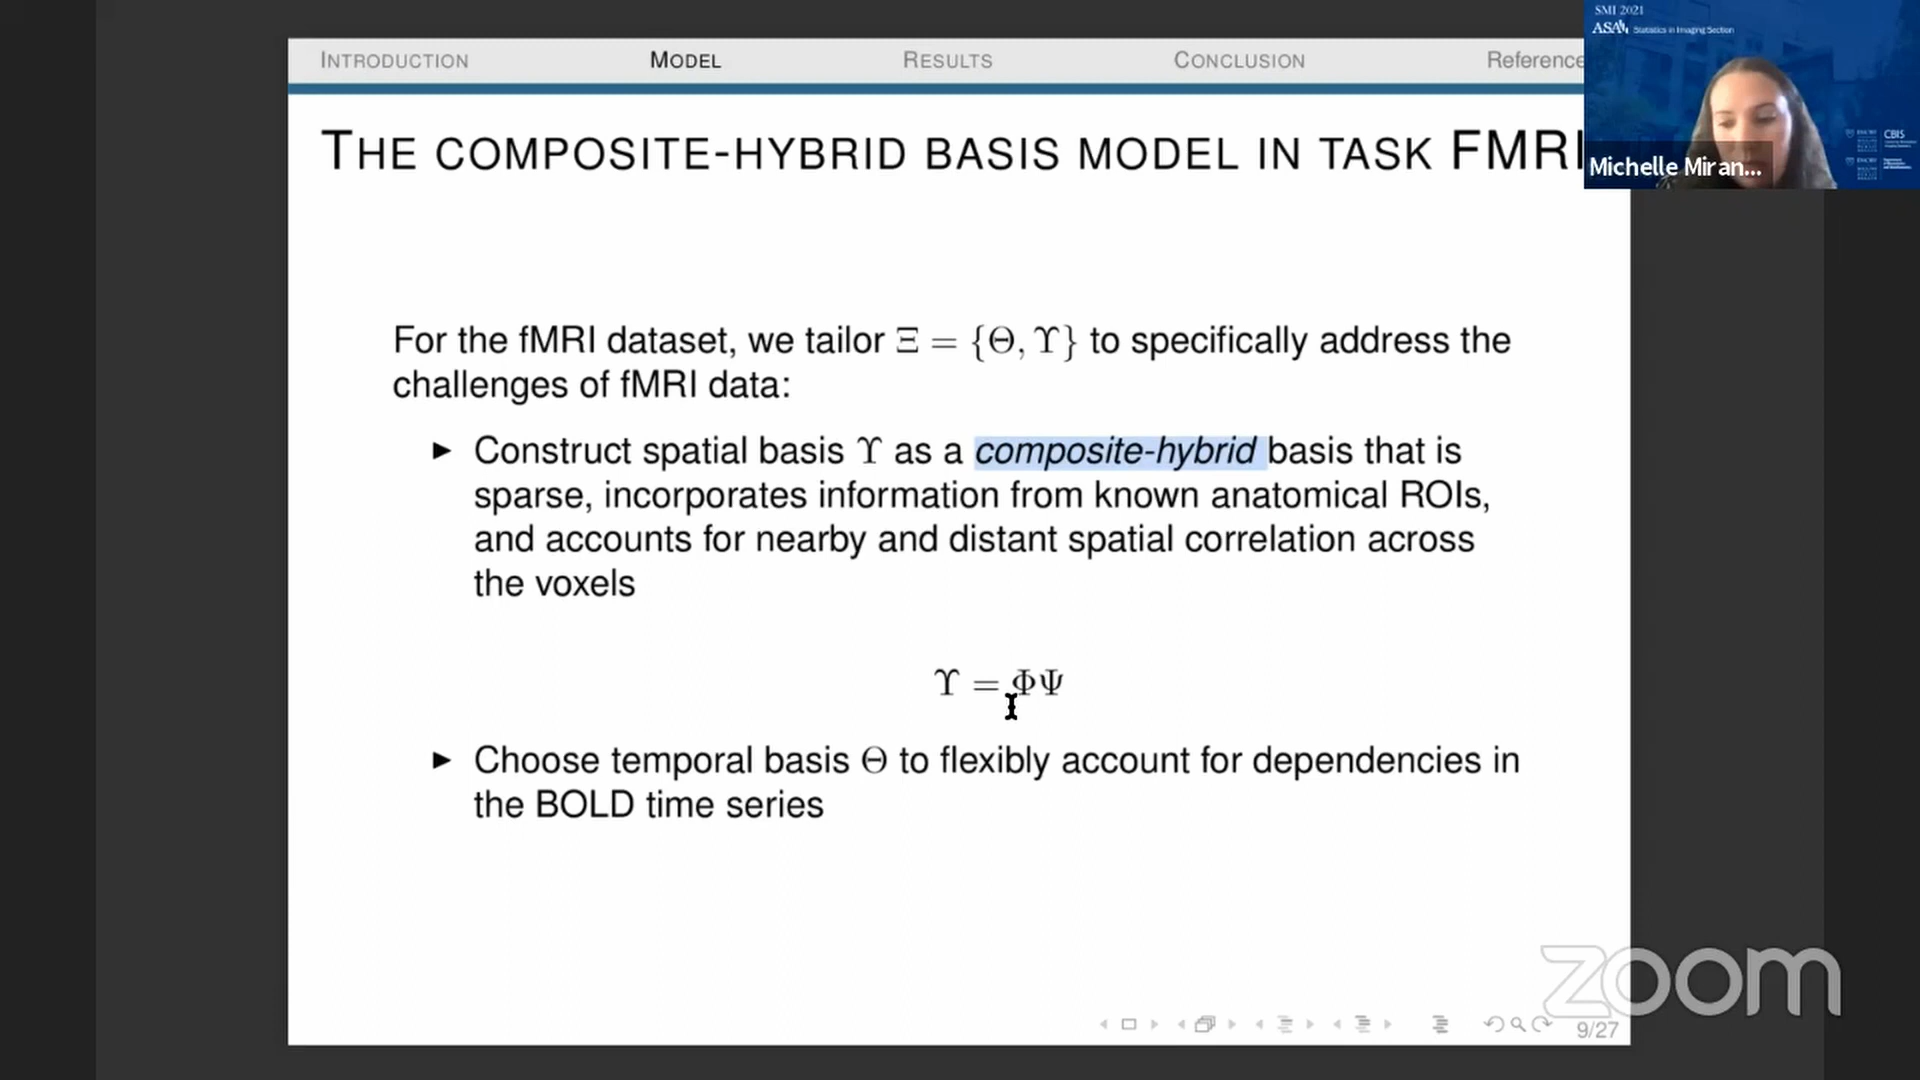 INTRODUCTION MODEL RESULTS CONCLUSION Reference
SMI 2021
ASA Statistics in Imaging Section
CBIS
Michelle Miran...
THE COMPOSITE-HYBRID BASIS MODEL IN TASK FMRI
For the fMRI dataset, we tailor Ξ = {Θ, ϒ} to specifically address the
challenges of fMRI data:
► Construct spatial basis ϒ as a composite-hybrid basis that is
sparse, incorporates information from known anatomical ROIs,
and accounts for nearby and distant spatial correlation across
the voxels
ϒ = ΦΨ
► Choose temporal basis Θ to flexibly account for dependencies in
the BOLD time series
zoom
9/27